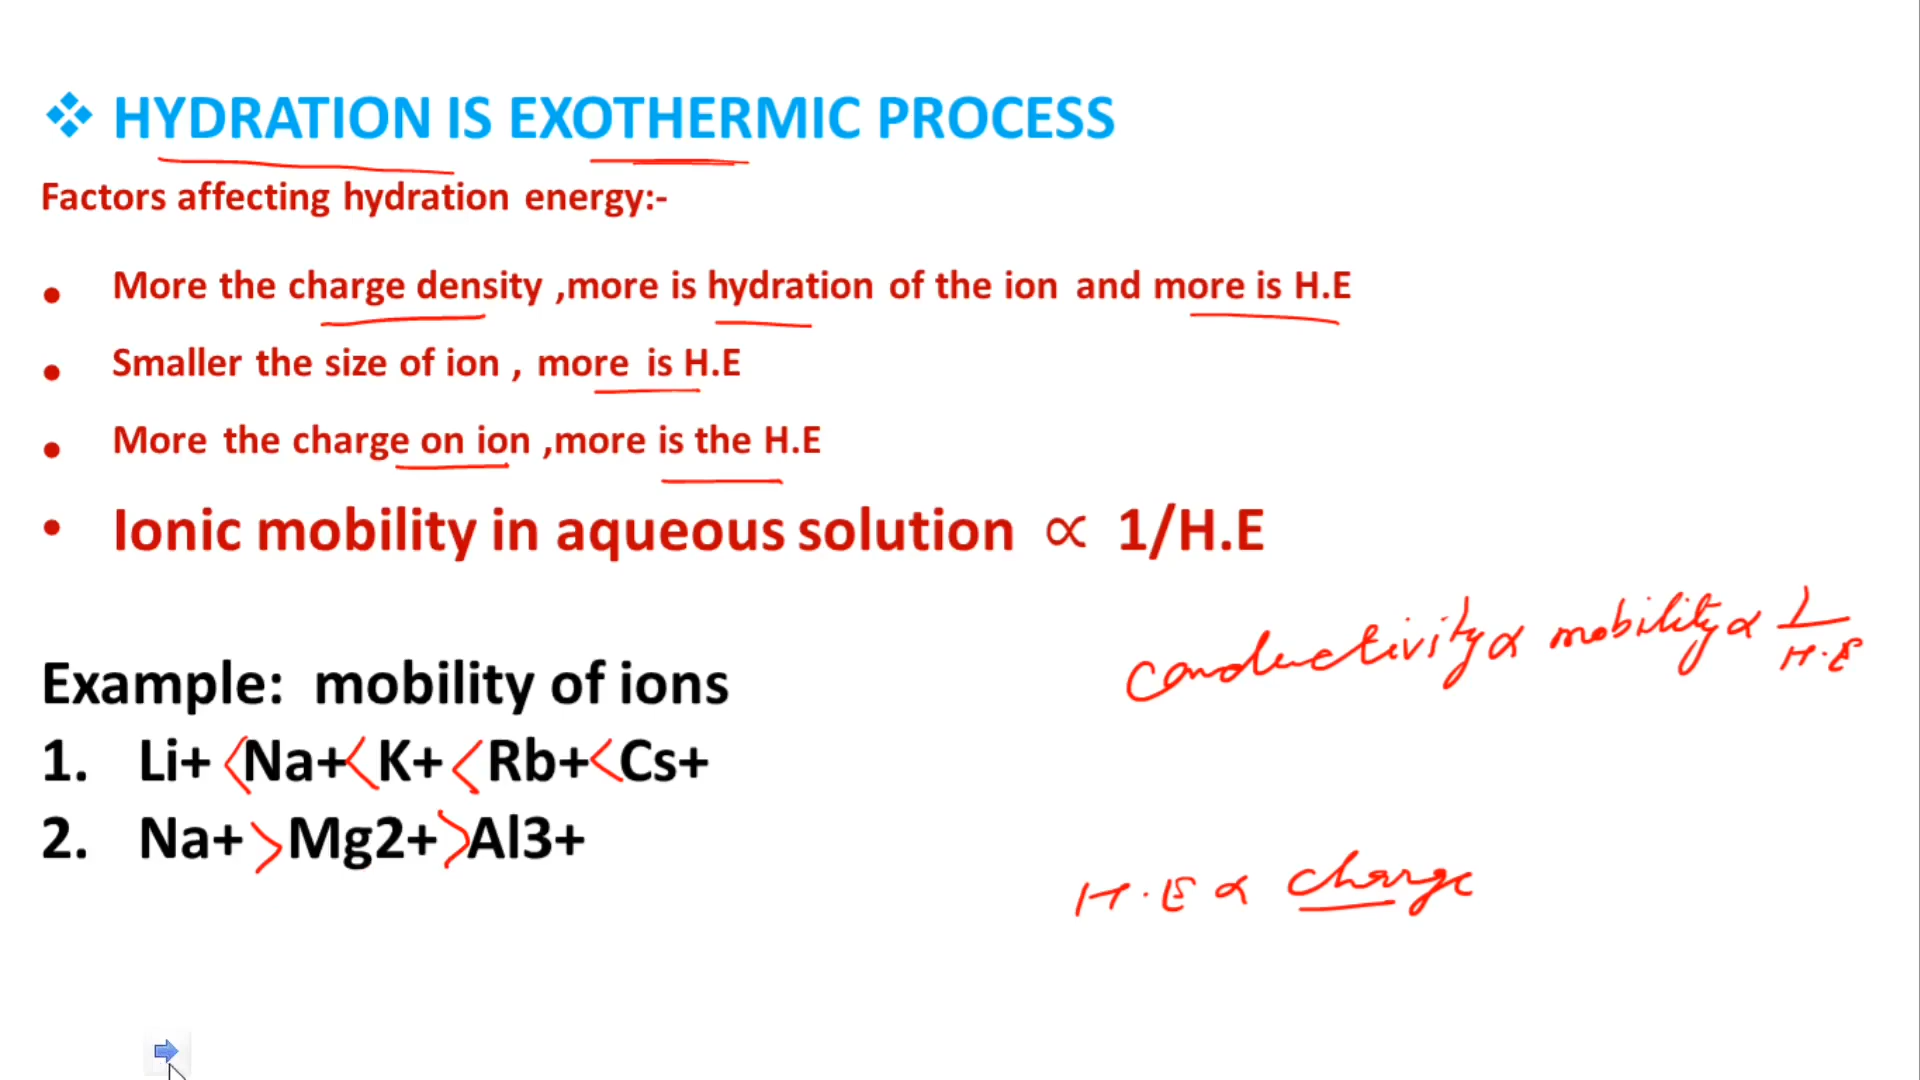 ❖ HYDRATION IS EXOTHERMIC PROCESS
Factors affecting hydration energy:-
• More the charge density ,more is hydration of the ion and more is H.E
• Smaller the size of ion , more is H.E
• More the charge on ion ,more is the H.E
• Ionic mobility in aqueous solution ∝ 1/H.E
conductivity ∝ mobility ∝ 1/H.E
Example: mobility of ions
1. Li+ < Na+ < K+ < Rb+ < Cs+
2. Na+ > Mg2+ > Al3+
H.E ∝ charge